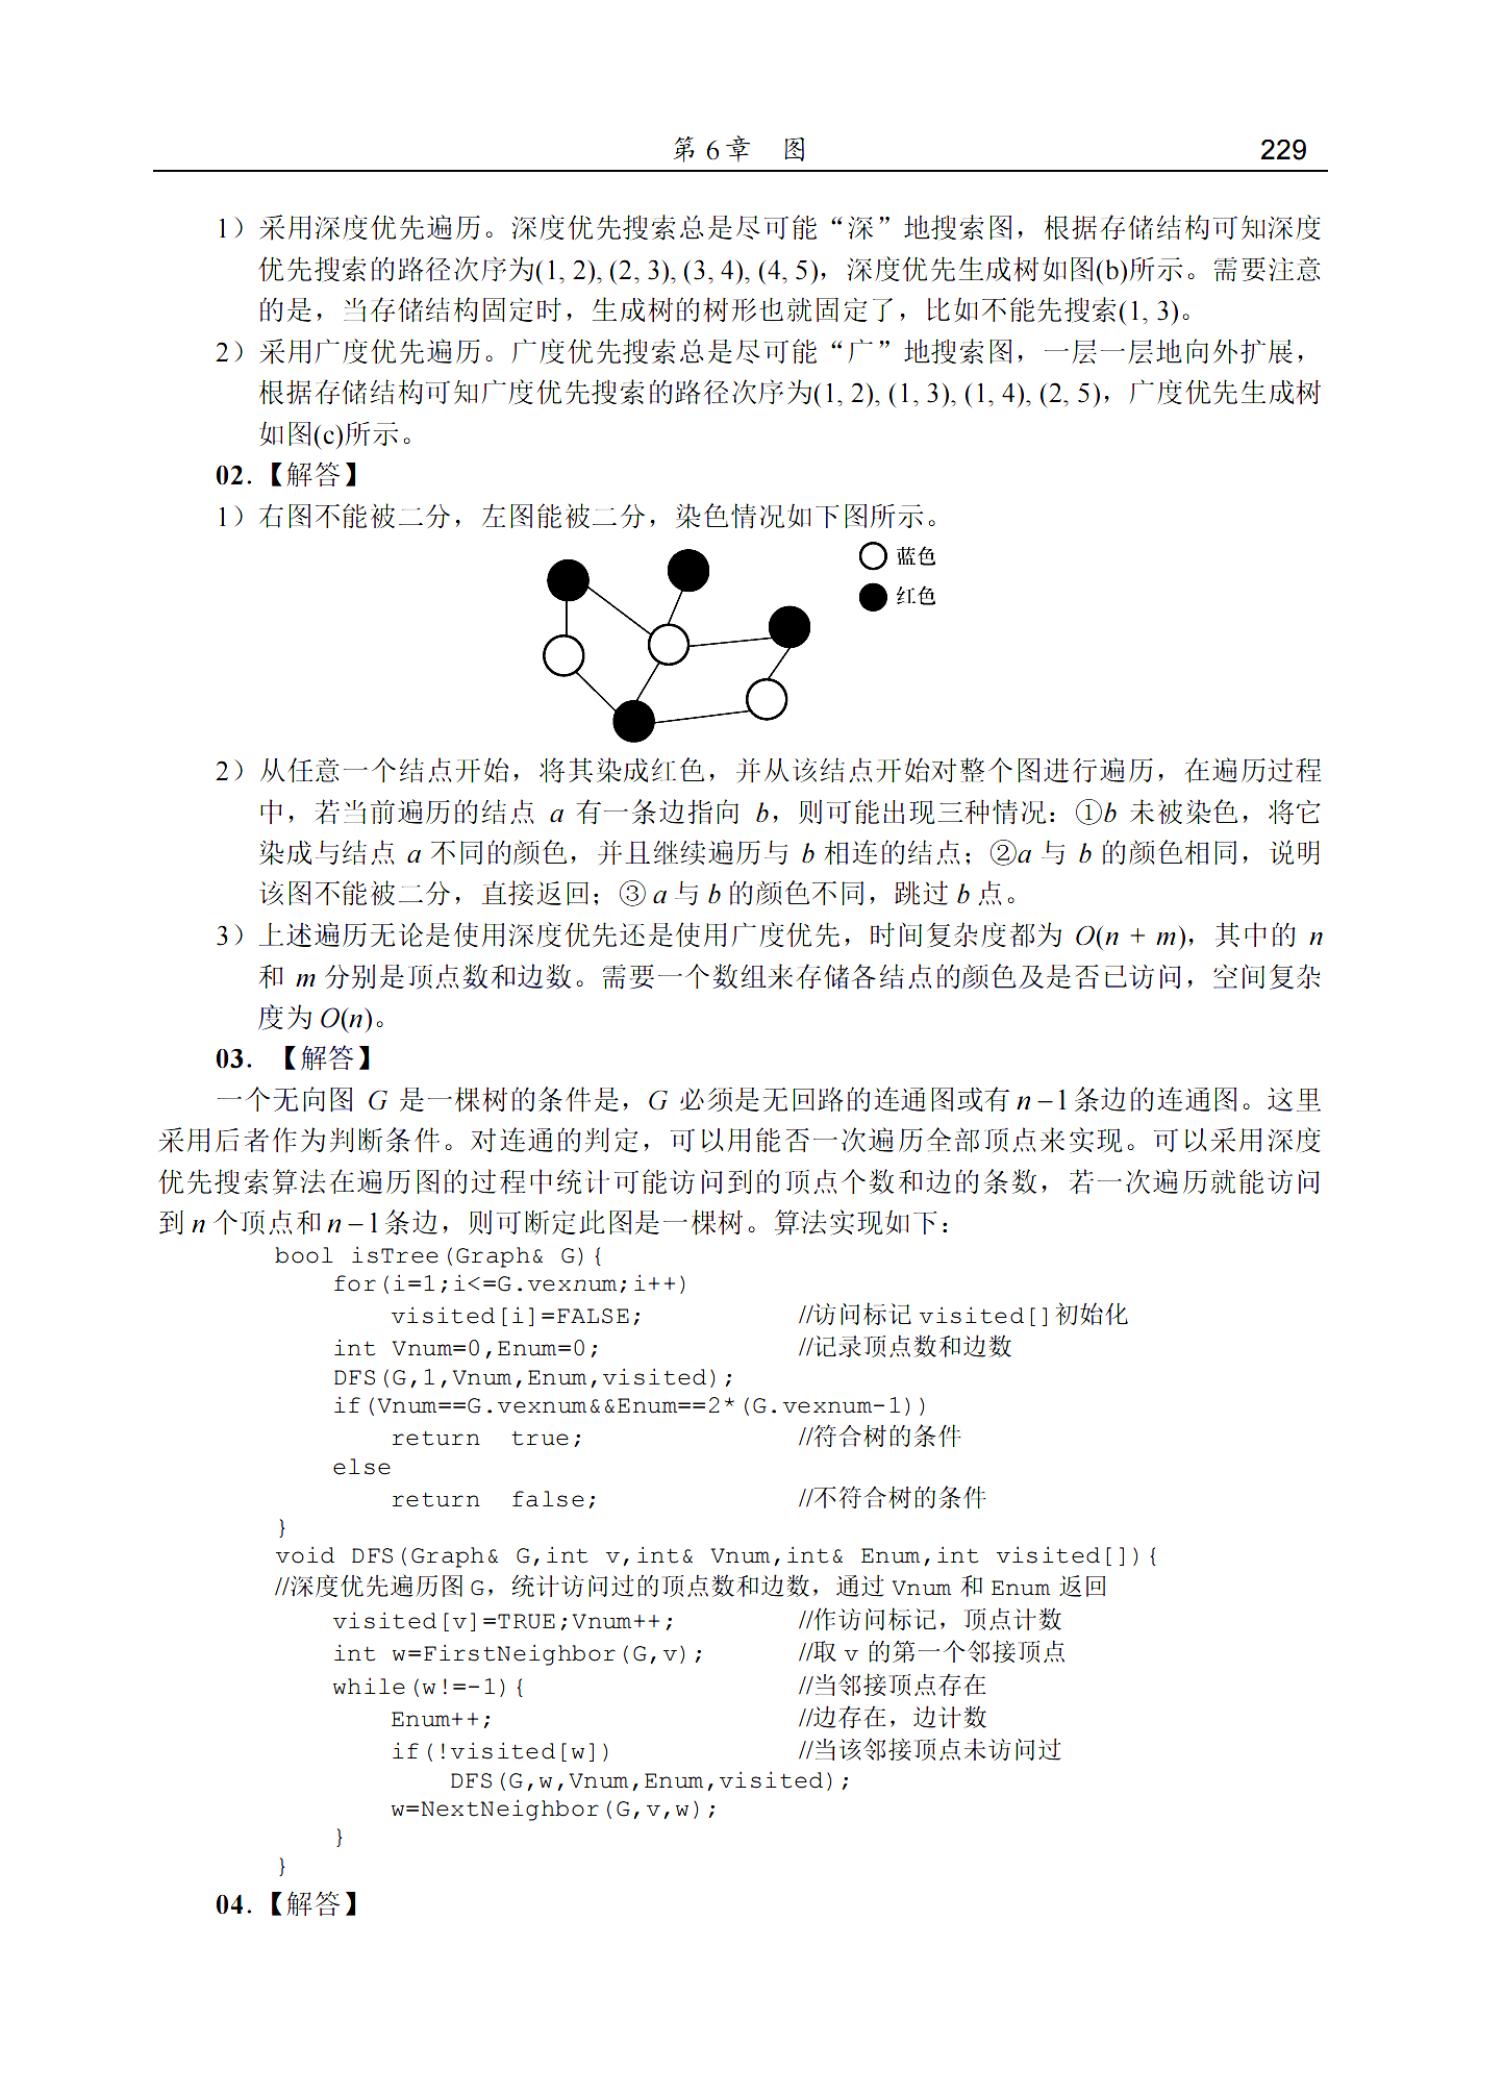 第 6 章 图 229
1）采用深度优先遍历。深度优先搜索总是尽可能“深”地搜索图，根据存储结构可知深度
优先搜索的路径次序为(1, 2), (2, 3), (3, 4), (4, 5)，深度优先生成树如图(b)所示。需要注意
的是，当存储结构固定时，生成树的树形也就固定了，比如不能先搜索(1, 3)。
2）采用广度优先遍历。广度优先搜索总是尽可能“广”地搜索图，一层一层地向外扩展，
根据存储结构可知广度优先搜索的路径次序为(1, 2), (1, 3), (1, 4), (2, 5)，广度优先生成树
如图(c)所示。
02.【解答】
1）右图不能被二分，左图能被二分，染色情况如下图所示。
蓝色
红色
2）从任意一个结点开始，将其染成红色，并从该结点开始对整个图进行遍历，在遍历过程
中，若当前遍历的结点 a 有一条边指向 b，则可能出现三种情况：①b 未被染色，将它
染成与结点 a 不同的颜色，并且继续遍历与 b 相连的结点；②a 与 b 的颜色相同，说明
该图不能被二分，直接返回；③ a 与 b 的颜色不同，跳过 b 点。
3）上述遍历无论是使用深度优先还是使用广度优先，时间复杂度都为 O(n + m)，其中的 n
和 m 分别是顶点数和边数。需要一个数组来存储各结点的颜色及是否已访问，空间复杂
度为 O(n)。
03. 【解答】
一个无向图 G 是一棵树的条件是，G 必须是无回路的连通图或有 n−1 条边的连通图。这里
采用后者作为判断条件。对连通的判定，可以用能否一次遍历全部顶点来实现。可以采用深度
优先搜索算法在遍历图的过程中统计可能访问到的顶点个数和边的条数，若一次遍历就能访问
到 n 个顶点和 n−1 条边，则可断定此图是一棵树。算法实现如下：
bool isTree(Graph& G){
for(i=1;i<=G.vexnum;i++)
visited[i]=FALSE; //访问标记 visited[]初始化
int Vnum=0,Enum=0; //记录顶点数和边数
DFS(G,1,Vnum,Enum,visited);
if(Vnum==G.vexnum&&Enum==2*(G.vexnum-1))
return true; //符合树的条件
else
return false; //不符合树的条件
}
void DFS(Graph& G,int v,int& Vnum,int& Enum,int visited[]){
//深度优先遍历图 G，统计访问过的顶点数和边数，通过 Vnum 和 Enum 返回
visited[v]=TRUE;Vnum++; //作访问标记，顶点计数
int w=FirstNeighbor(G,v); //取 v 的第一个邻接顶点
while(w!=-1){ //当邻接顶点存在
Enum++; //边存在，边计数
if(!visited[w]) //当该邻接顶点未访问过
DFS(G,w,Vnum,Enum,visited);
w=NextNeighbor(G,v,w);
}
}
04.【解答】